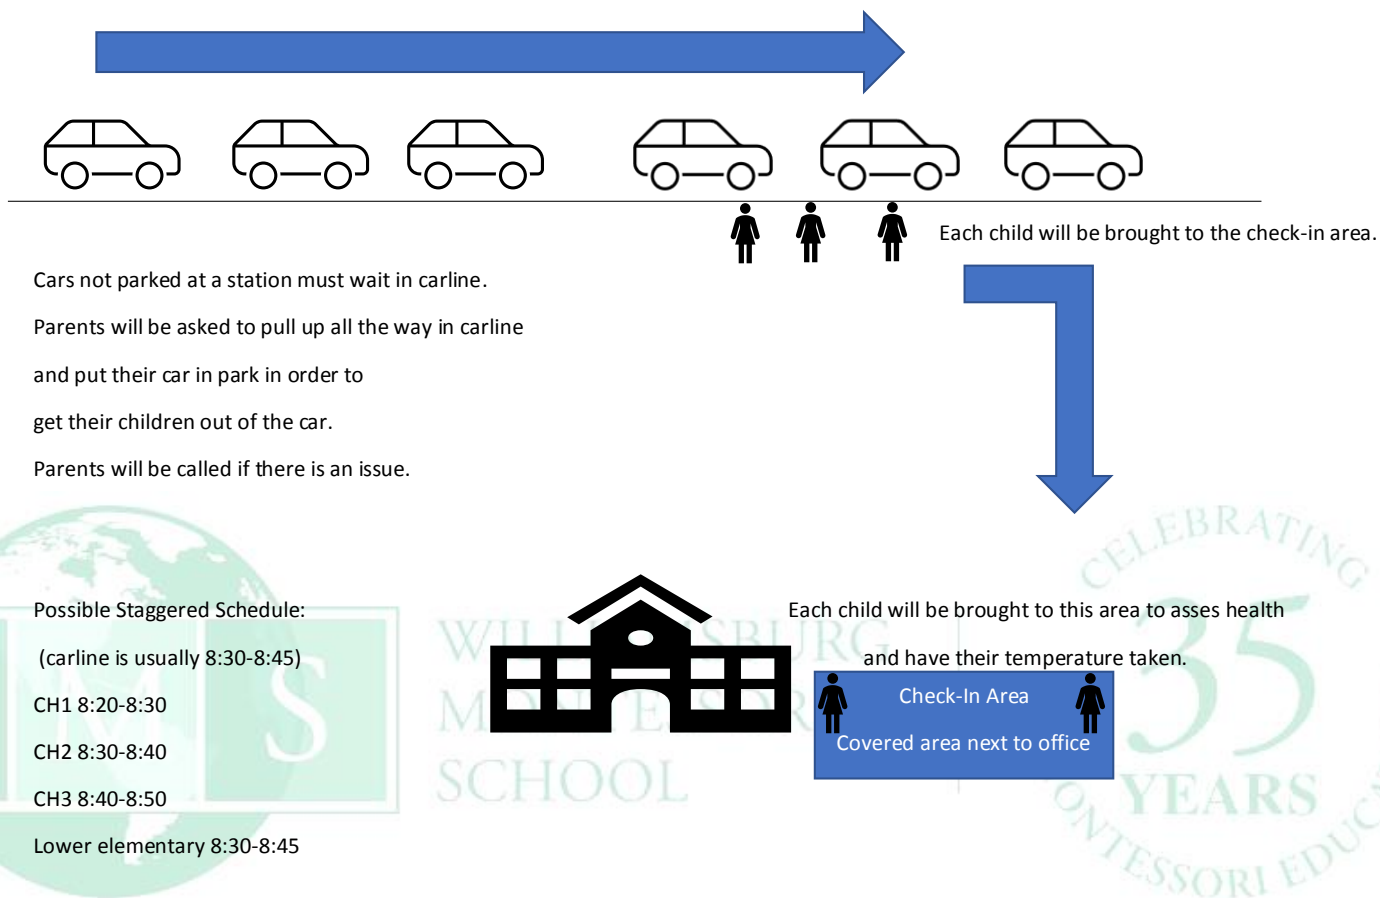 Each child will be brought to the check-in area.
Cars not parked at a station must wait in carline.
Parents will be asked to pull up all the way in carline
and put their car in park in order to
get their children out of the car.
Parents will be called if there is an issue.
Possible Staggered Schedule:
(carline is usually 8:30-8:45)
CH1 8:20-8:30
CH2 8:30-8:40
CH3 8:40-8:50
Lower elementary 8:30-8:45
Each child will be brought to this area to asses health
and have their temperature taken.
Check-In Area
Covered area next to office
M S
SCHOOL
CELEBRATING
35
YEARS